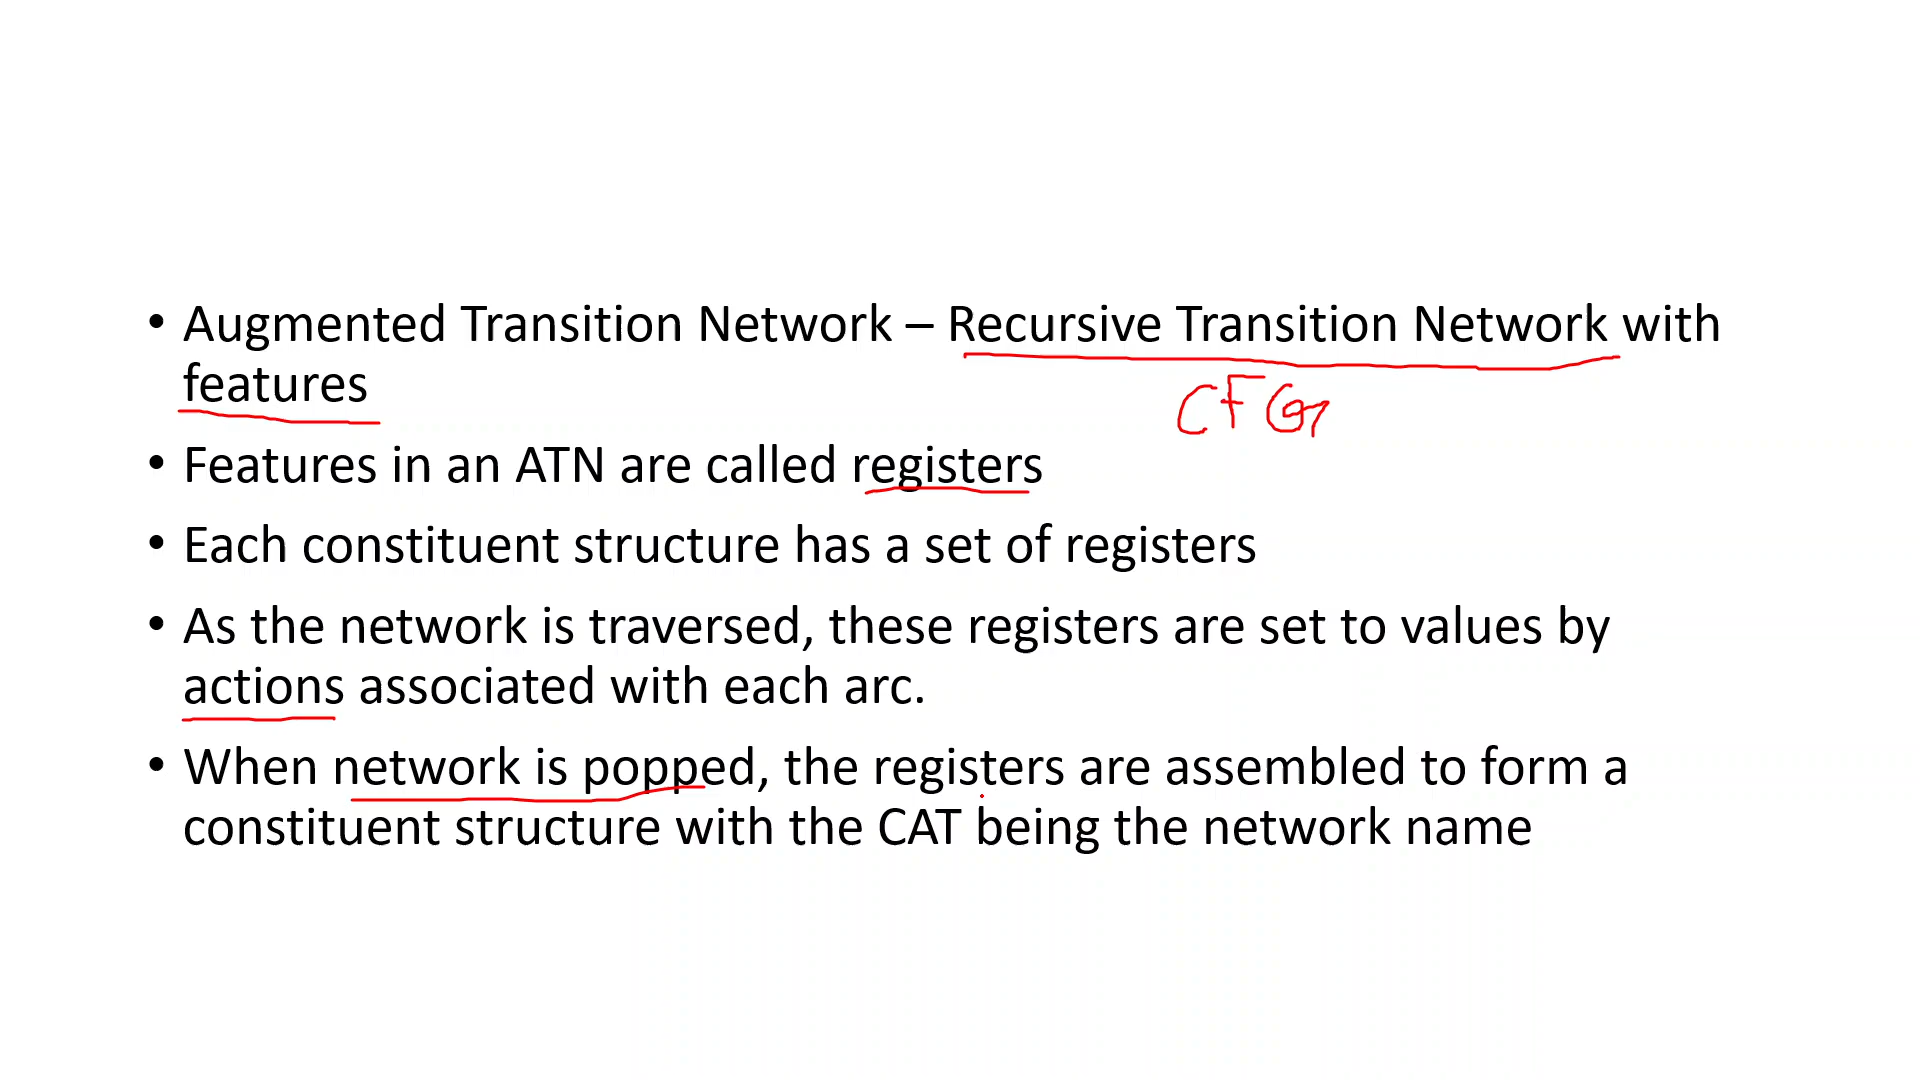 • Augmented Transition Network – Recursive Transition Network with
features
CFG
• Features in an ATN are called registers
• Each constituent structure has a set of registers
• As the network is traversed, these registers are set to values by
actions associated with each arc.
• When network is popped, the registers are assembled to form a
constituent structure with the CAT being the network name